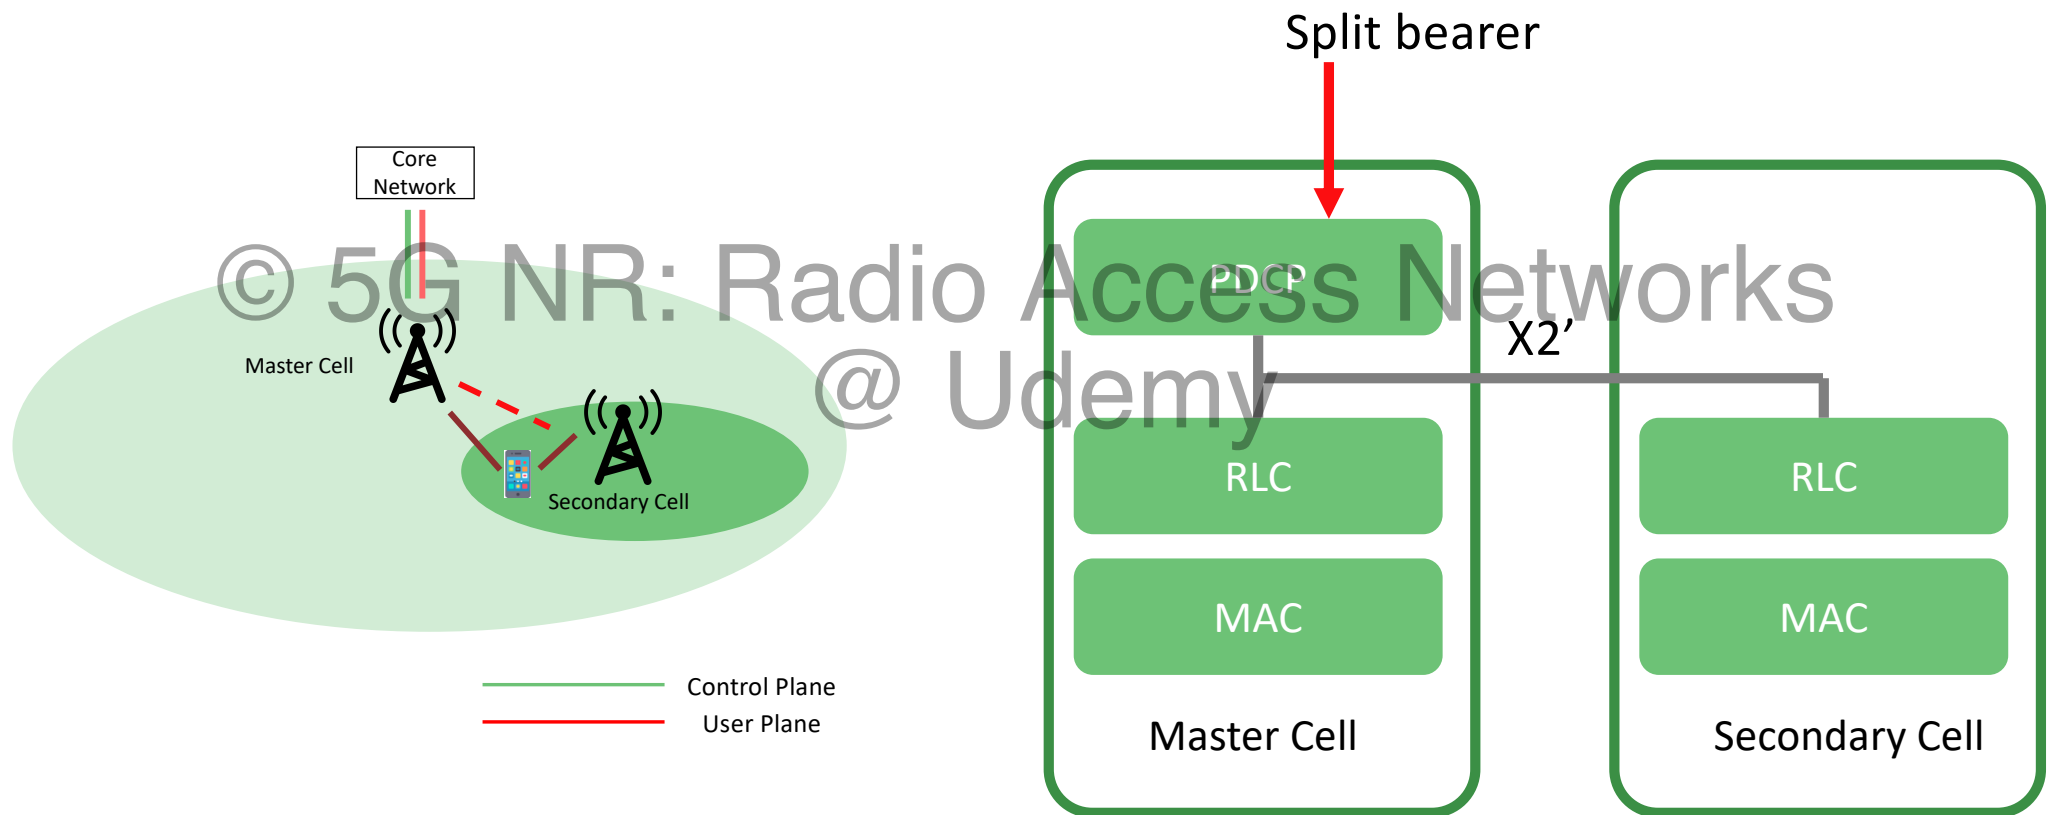 Split bearer
Core
Network
© 5G NR: Radio Access Networks
@ Udemy
PDCP
X2’
Master Cell
RLC
RLC
Secondary Cell
MAC
MAC
Control Plane
User Plane
Master Cell
Secondary Cell